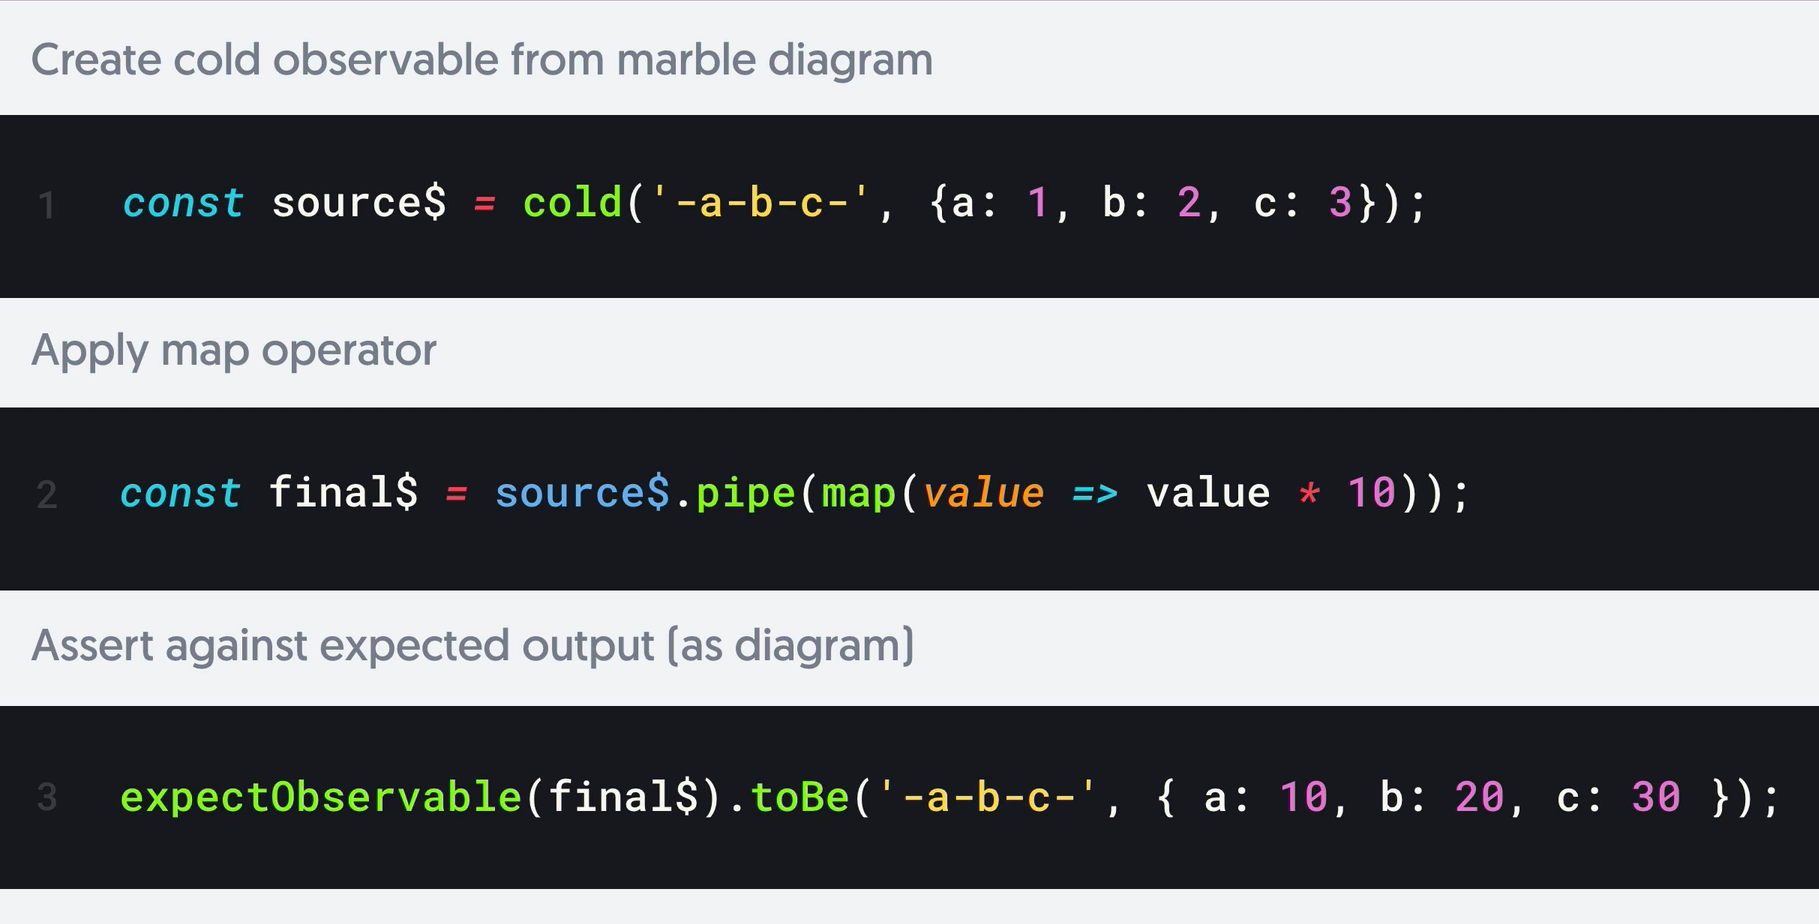 Create cold observable from marble diagram
1 const source$ = cold('-a-b-c-', {a: 1, b: 2, c: 3});
Apply map operator
2 const final$ = source$.pipe(map(value => value * 10));
Assert against expected output (as diagram)
3 expectObservable(final$).toBe('-a-b-c-', { a: 10, b: 20, c: 30 });